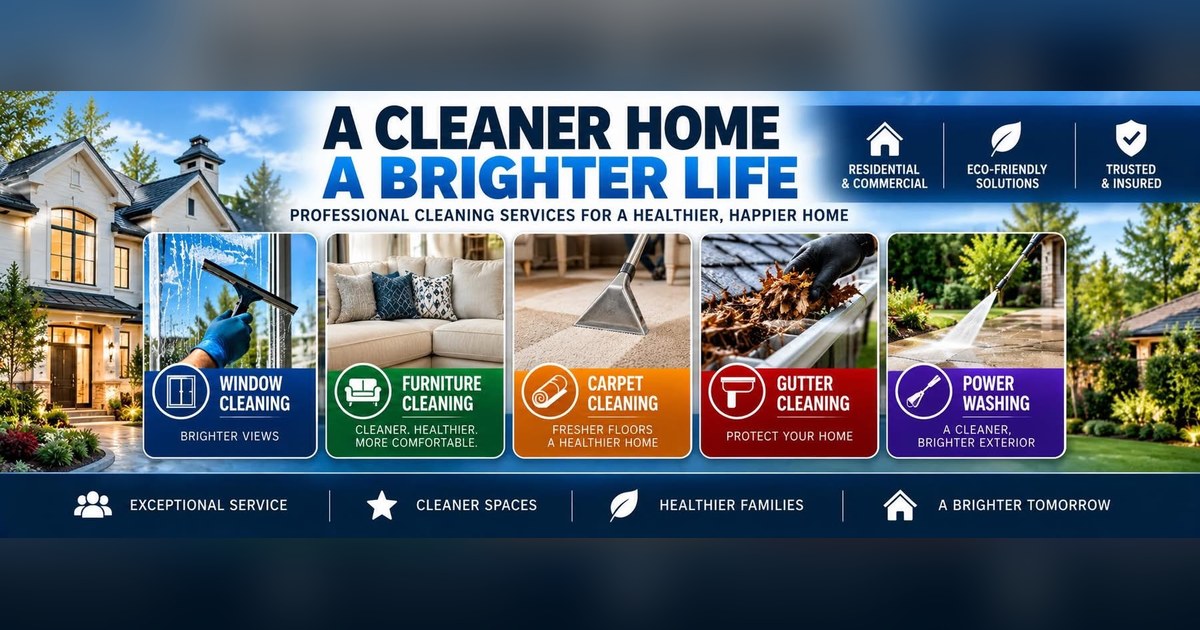 A CLEANER HOME
A BRIGHTER LIFE
PROFESSIONAL CLEANING SERVICES FOR A HEALTHIER, HAPPIER HOME
RESIDENTIAL
& COMMERCIAL
ECO-FRIENDLY
SOLUTIONS
TRUSTED
& INSURED
WINDOW
CLEANING
BRIGHTER VIEWS
FURNITURE
CLEANING
CLEANER. HEALTHIER.
MORE COMFORTABLE.
CARPET
CLEANING
FRESHER FLOORS
A HEALTHIER HOME
GUTTER
CLEANING
PROTECT YOUR HOME
POWER
WASHING
A CLEANER,
BRIGHTER EXTERIOR
EXCEPTIONAL SERVICE
CLEANER SPACES
HEALTHIER FAMILIES
A BRIGHTER TOMORROW